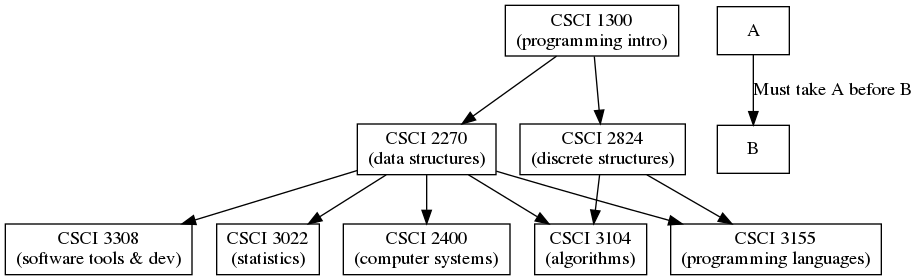 CSCI 1300
(programming intro)
A
Must take A before B
CSCI 2270
(data structures)
CSCI 2824
(discrete structures)
B
CSCI 3308
(software tools & dev)
CSCI 3022
(statistics)
CSCI 2400
(computer systems)
CSCI 3104
(algorithms)
CSCI 3155
(programming languages)